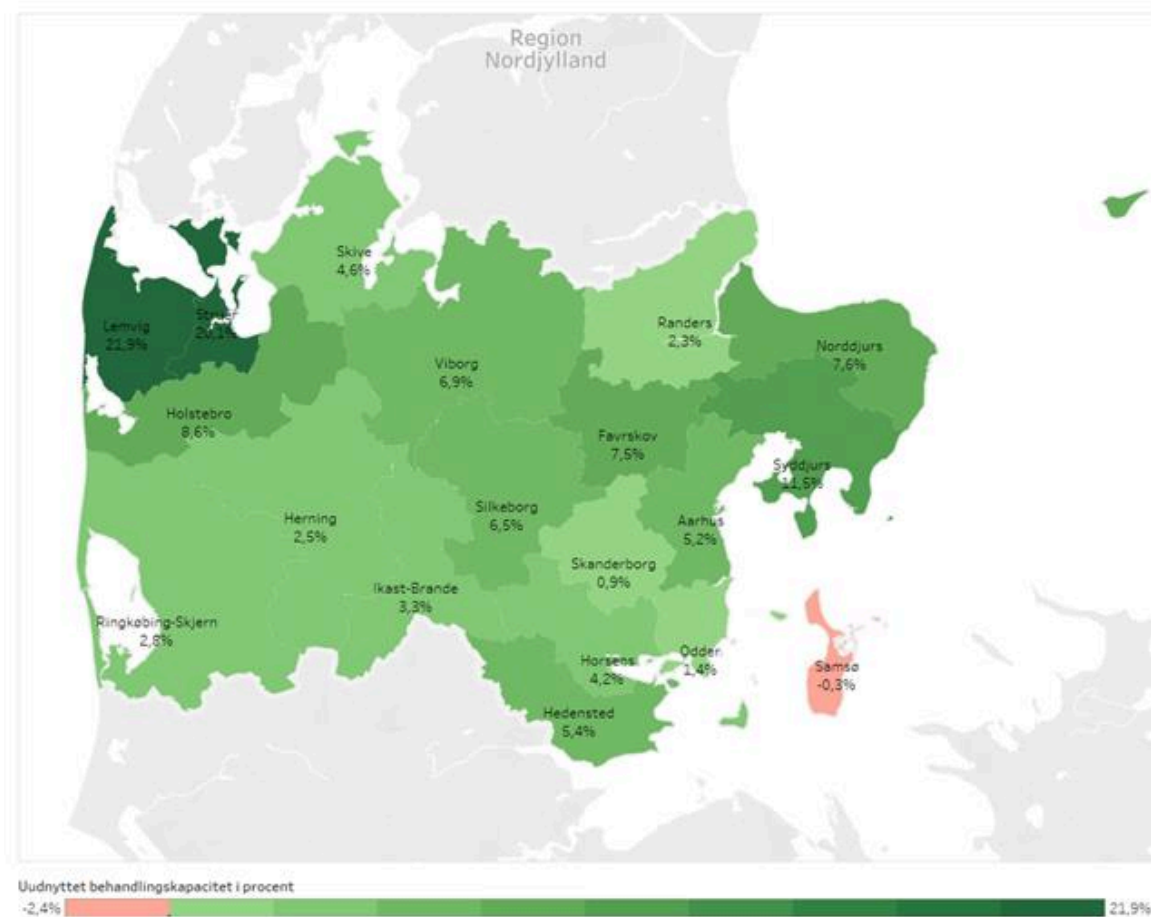 Region
Nordjylland
Skive
4,6%
Lemvig
21,9%
Struer
20,1%
Randers
2,3%
Norddjurs
7,6%
Viborg
6,9%
Holstebro
8,6%
Favrskov
7,5%
Syddjurs
11,5%
Silkeborg
6,5%
Herning
2,5%
Aarhus
5,2%
Skanderborg
0,9%
Ikast-Brande
3,3%
Ringkøbing-Skjern
2,8%
Horsens
4,2%
Odder
1,4%
Samsø
-0,3%
Hedensted
5,4%
Uudnyttet behandlingskapacitet i procent
-2,4%
21,9%